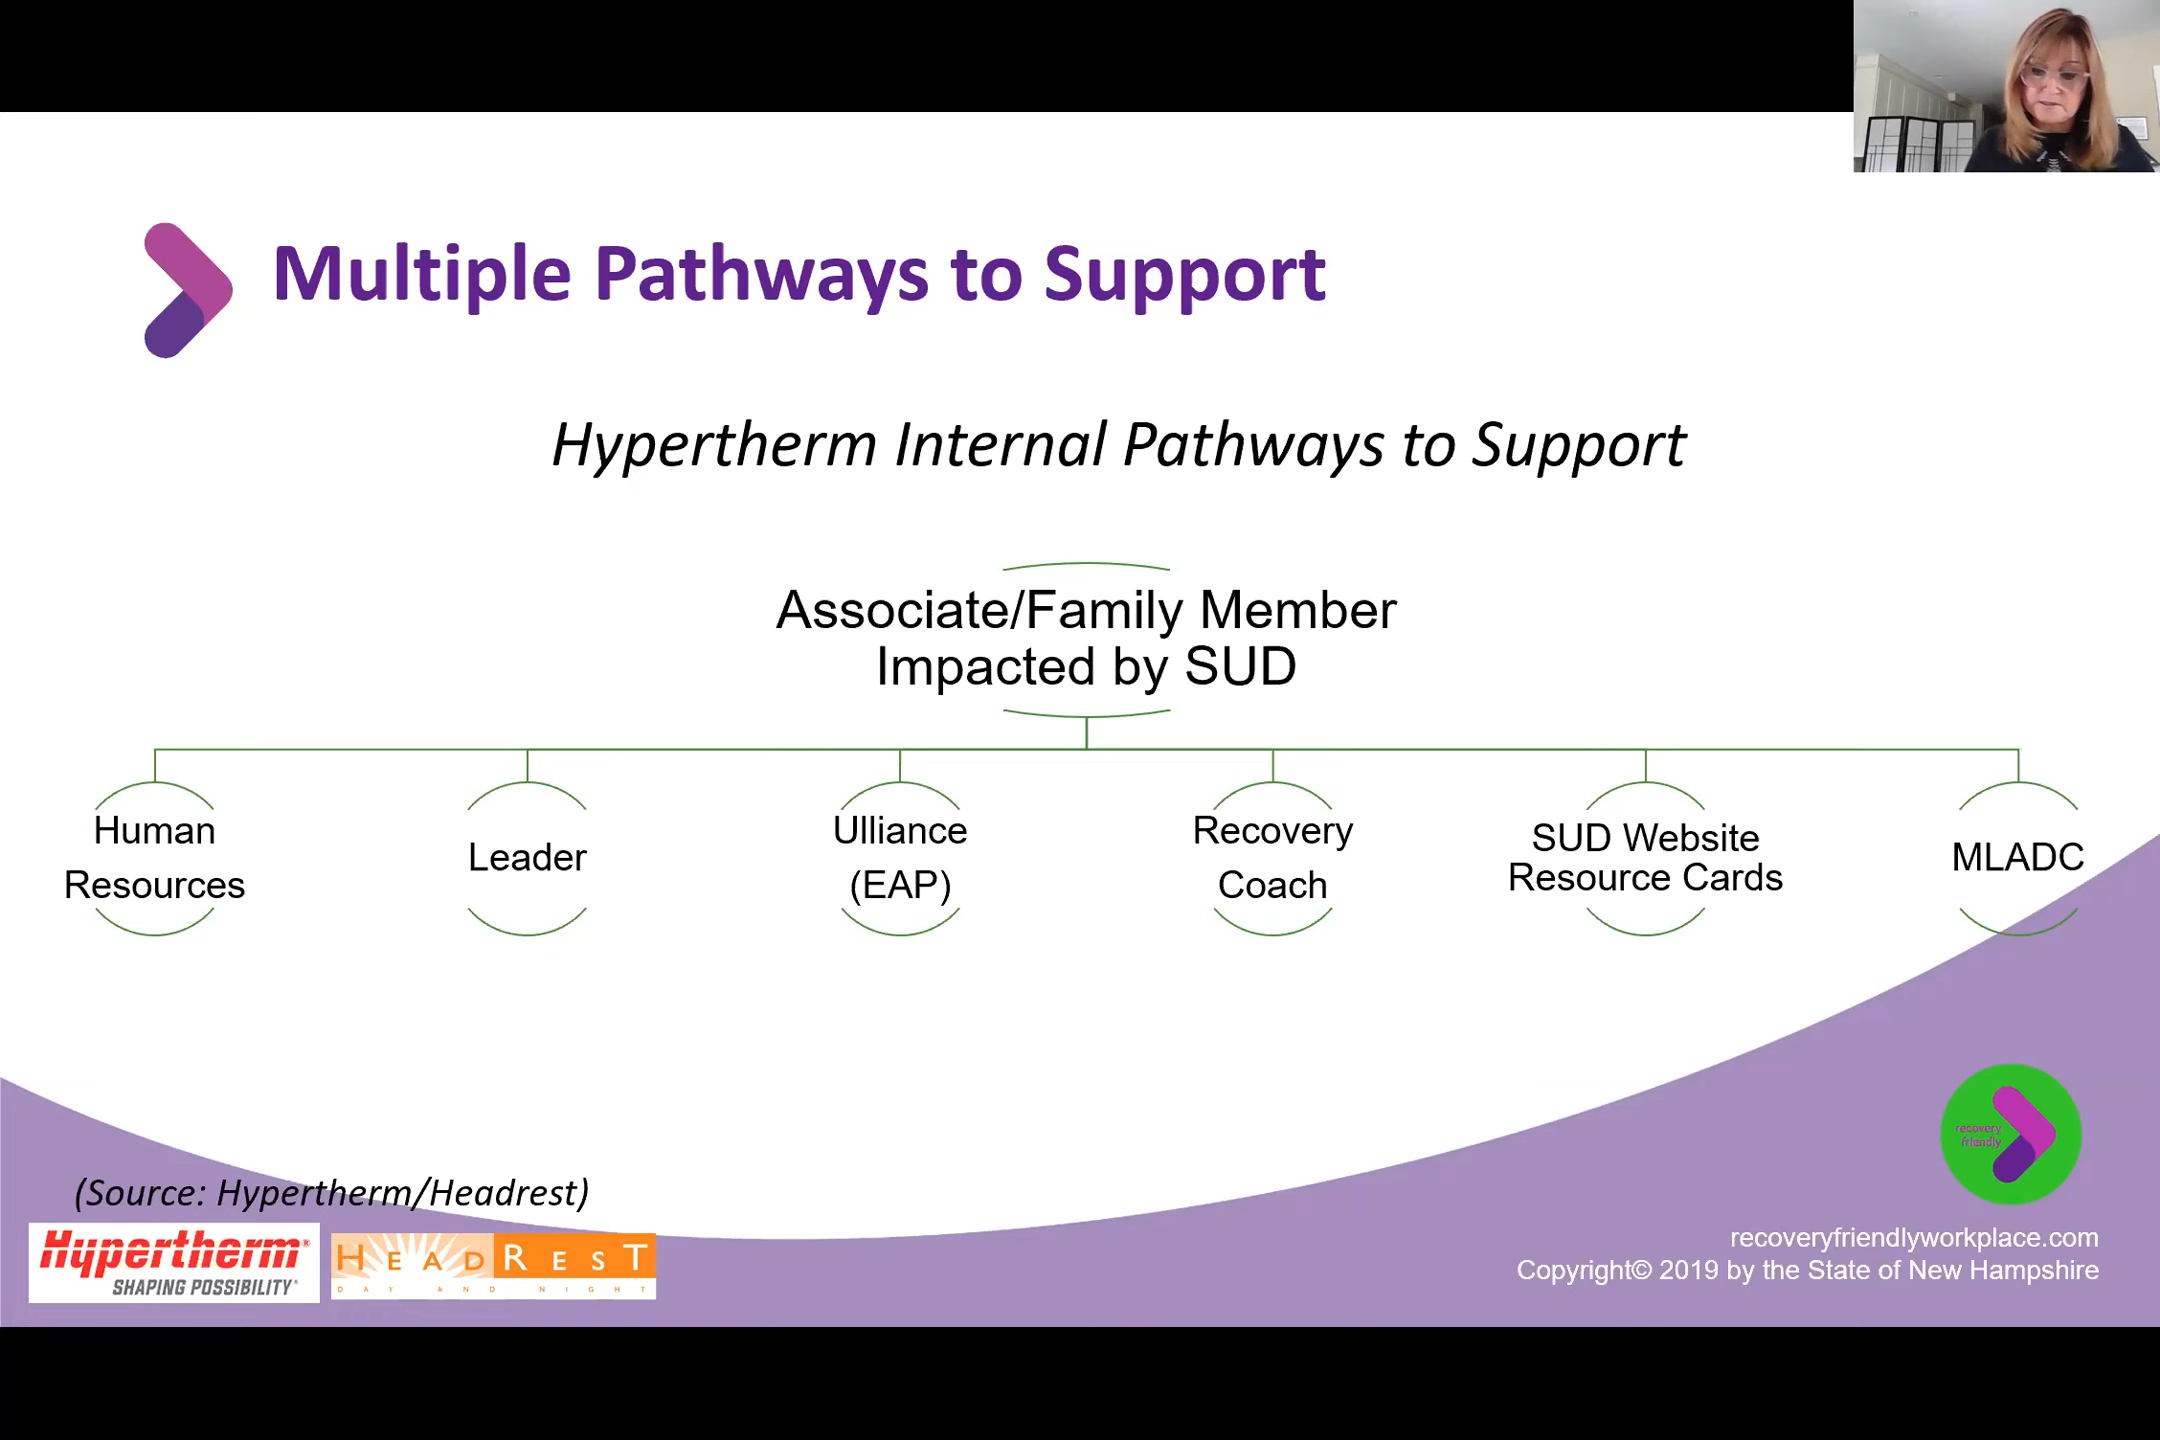 Multiple Pathways to Support
Hypertherm Internal Pathways to Support
Associate/Family Member
Impacted by SUD
Human
Resources
Leader
Ulliance
(EAP)
Recovery
Coach
SUD Website
Resource Cards
MLADC
(Source: Hypertherm/Headrest)
Hypertherm®
SHAPING POSSIBILITY®
HEADREST
DAY AND NIGHT
recovery
friendly
recoveryfriendlyworkplace.com
Copyright© 2019 by the State of New Hampshire